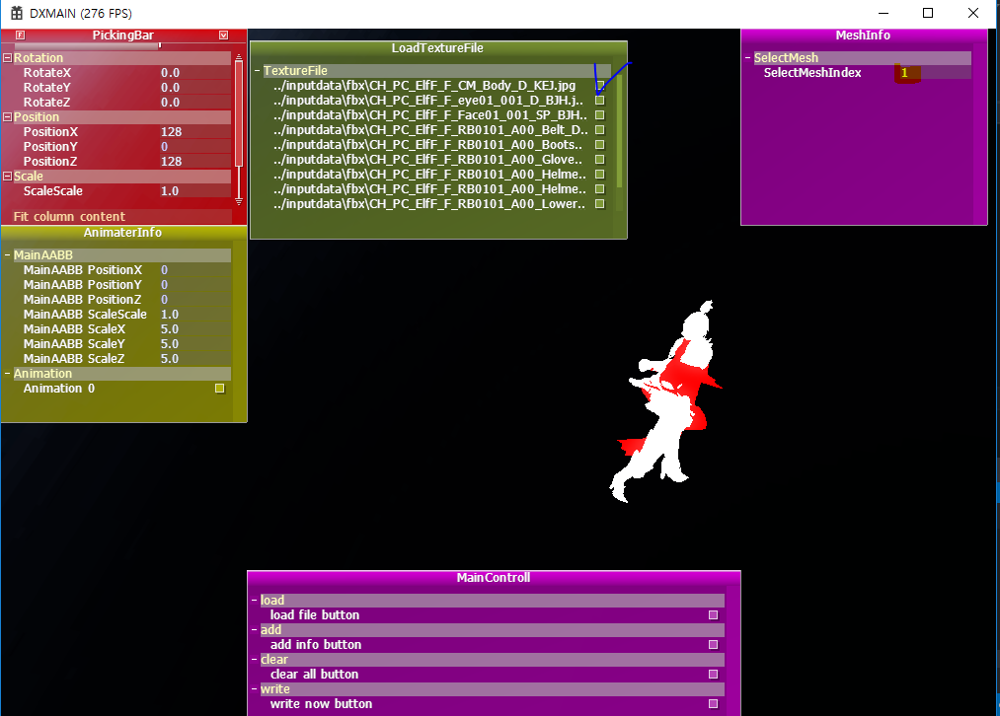 DXMAIN (276 FPS)
PickingBar
Rotation
RotateX 0.0
RotateY 0.0
RotateZ 0.0
Position
PositionX 128
PositionY 0
PositionZ 128
Scale
ScaleScale 1.0
Fit column content
LoadTextureFile
TextureFile
../inputdata\fbx\CH_PC_ElfF_F_CM_Body_D_KEJ.jpg
../inputdata\fbx\CH_PC_ElfF_F_eye01_001_D_BJH.j..
../inputdata\fbx\CH_PC_ElfF_F_Face01_001_SP_BJH..
../inputdata\fbx\CH_PC_ElfF_F_RB0101_A00_Belt_D..
../inputdata\fbx\CH_PC_ElfF_F_RB0101_A00_Boots..
../inputdata\fbx\CH_PC_ElfF_F_RB0101_A00_Glove..
../inputdata\fbx\CH_PC_ElfF_F_RB0101_A00_Helme..
../inputdata\fbx\CH_PC_ElfF_F_RB0101_A00_Helme..
../inputdata\fbx\CH_PC_ElfF_F_RB0101_A00_Lower..
MeshInfo
SelectMesh
SelectMeshIndex 1
AnimaterInfo
MainAABB
MainAABB PositionX 0
MainAABB PositionY 0
MainAABB PositionZ 0
MainAABB ScaleScale 1.0
MainAABB ScaleX 5.0
MainAABB ScaleY 5.0
MainAABB ScaleZ 5.0
Animation
Animation 0
MainControll
load
load file button
add
add info button
clear
clear all button
write
write now button